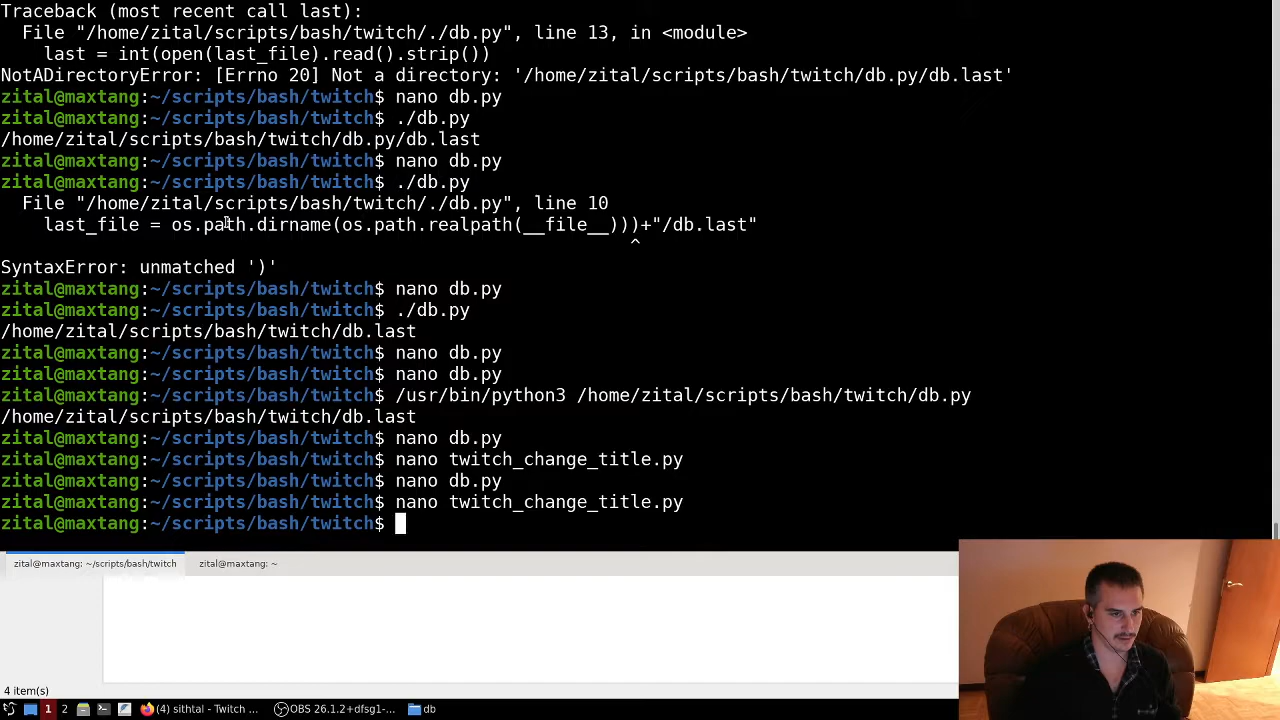 Traceback (most recent call last):
  File "/home/zital/scripts/bash/twitch/./db.py", line 13, in <module>
    last = int(open(last_file).read().strip())
NotADirectoryError: [Errno 20] Not a directory: '/home/zital/scripts/bash/twitch/db.py/db.last'
zital@maxtang:~/scripts/bash/twitch$ nano db.py
zital@maxtang:~/scripts/bash/twitch$ ./db.py
/home/zital/scripts/bash/twitch/db.py/db.last
zital@maxtang:~/scripts/bash/twitch$ nano db.py
zital@maxtang:~/scripts/bash/twitch$ ./db.py
  File "/home/zital/scripts/bash/twitch/./db.py", line 10
    last_file = os.path.dirname(os.path.realpath(__file__)))+"/db.last"
                                                           ^
SyntaxError: unmatched ')'
zital@maxtang:~/scripts/bash/twitch$ nano db.py
zital@maxtang:~/scripts/bash/twitch$ ./db.py
/home/zital/scripts/bash/twitch/db.last
zital@maxtang:~/scripts/bash/twitch$ nano db.py
zital@maxtang:~/scripts/bash/twitch$ nano db.py
zital@maxtang:~/scripts/bash/twitch$ /usr/bin/python3 /home/zital/scripts/bash/twitch/db.py
/home/zital/scripts/bash/twitch/db.last
zital@maxtang:~/scripts/bash/twitch$ nano db.py
zital@maxtang:~/scripts/bash/twitch$ nano twitch_change_title.py
zital@maxtang:~/scripts/bash/twitch$ nano db.py
zital@maxtang:~/scripts/bash/twitch$ nano twitch_change_title.py
zital@maxtang:~/scripts/bash/twitch$
zital@maxtang: ~/scripts/bash/twitch zital@maxtang: ~
4 item(s)
1 2 (4) sithtal - Twitch ... OBS 26.1.2+dfsg1-... db